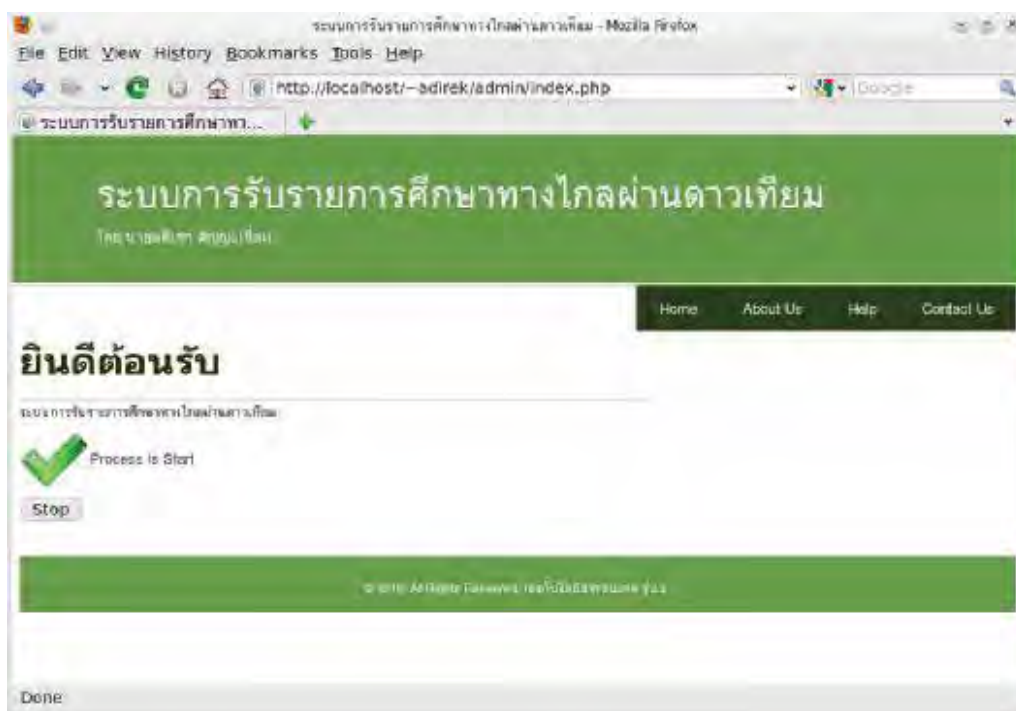 ระบบการรับรายการศึกษาทางไกลผ่านดาวเทียม - Mozilla Firefox
File Edit View History Bookmarks Tools Help
http://localhost/~adirek/admin/index.php Google
ระบบการรับรายการศึกษาทา...
ระบบการรับรายการศึกษาทางไกลผ่านดาวเทียม
โดย
Home About Us Help Contact Us
ยินดีต้อนรับ
ระบบการรับรายการศึกษาทางไกลผ่านดาวเทียม
Process is Start
Stop
All Rights Reserved.
Done